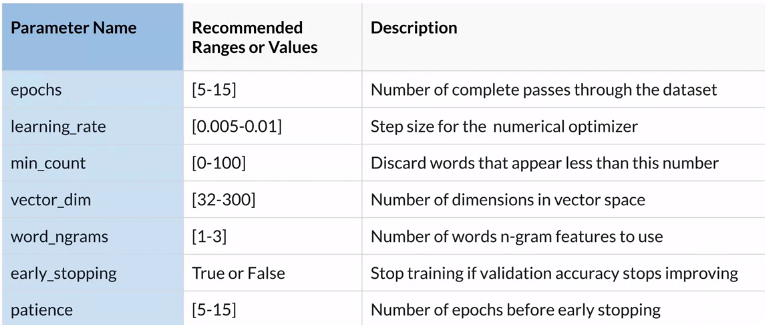 Parameter Name Recommended Ranges or Values Description
epochs [5-15] Number of complete passes through the dataset
learning_rate [0.005-0.01] Step size for the numerical optimizer
min_count [0-100] Discard words that appear less than this number
vector_dim [32-300] Number of dimensions in vector space
word_ngrams [1-3] Number of words n-gram features to use
early_stopping True or False Stop training if validation accuracy stops improving
patience [5-15] Number of epochs before early stopping